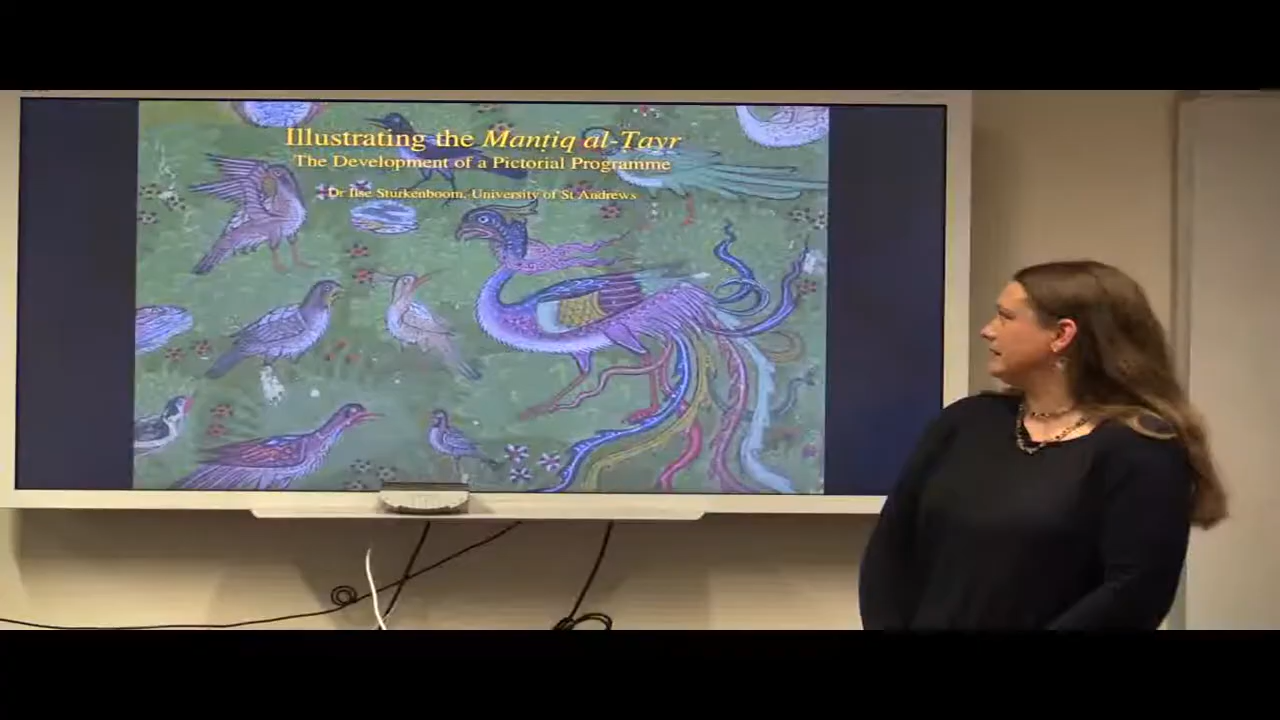 Illustrating the Manṭiq al-Ṭayr
The Development of a Pictorial Programme
Dr Ilse Sturkenboom, University of St Andrews